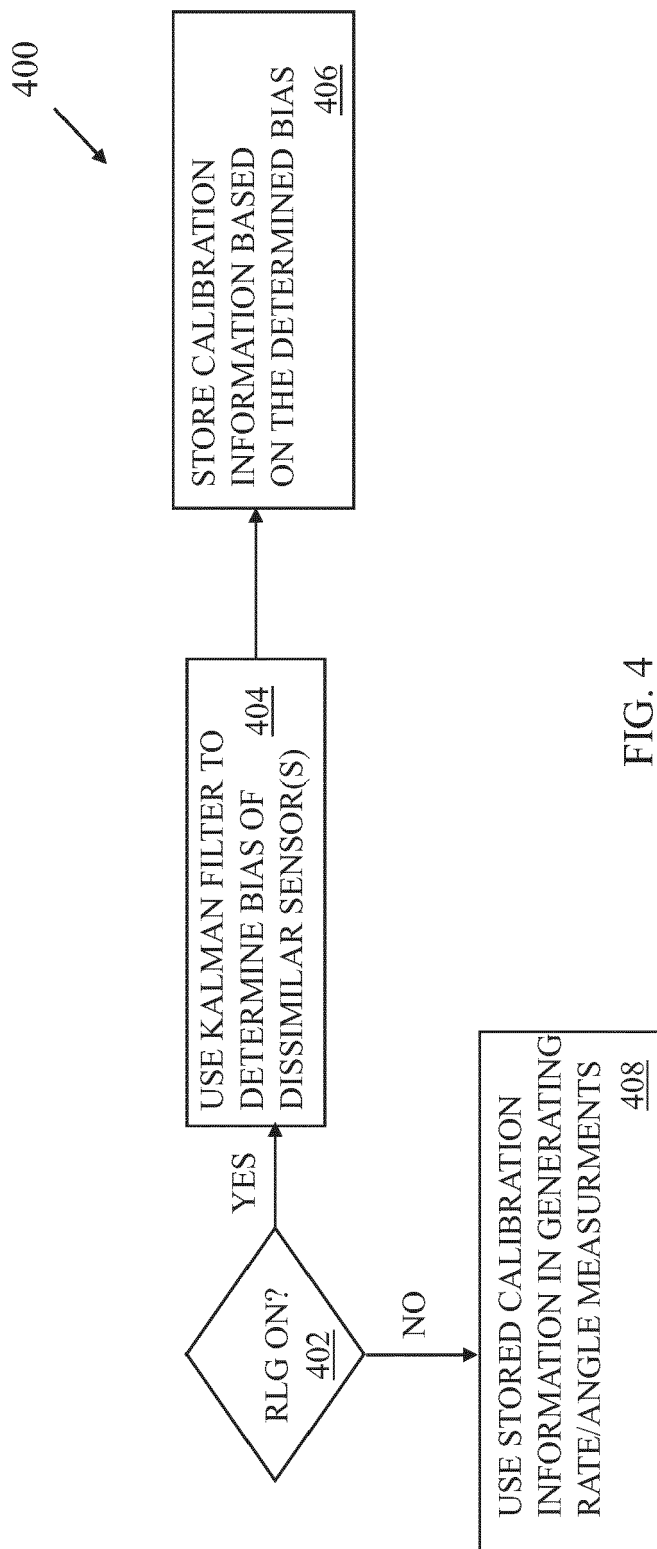 400
RLG ON?
402
YES
NO
USE KALMAN FILTER TO
DETERMINE BIAS OF
DISSIMILAR SENSOR(S)
404
STORE CALIBRATION
INFORMATION BASED
ON THE DETERMINED BIAS
406
USE STORED CALIBRATION
INFORMATION IN GENERATING
RATE/ANGLE MEASURMENTS
408
FIG. 4